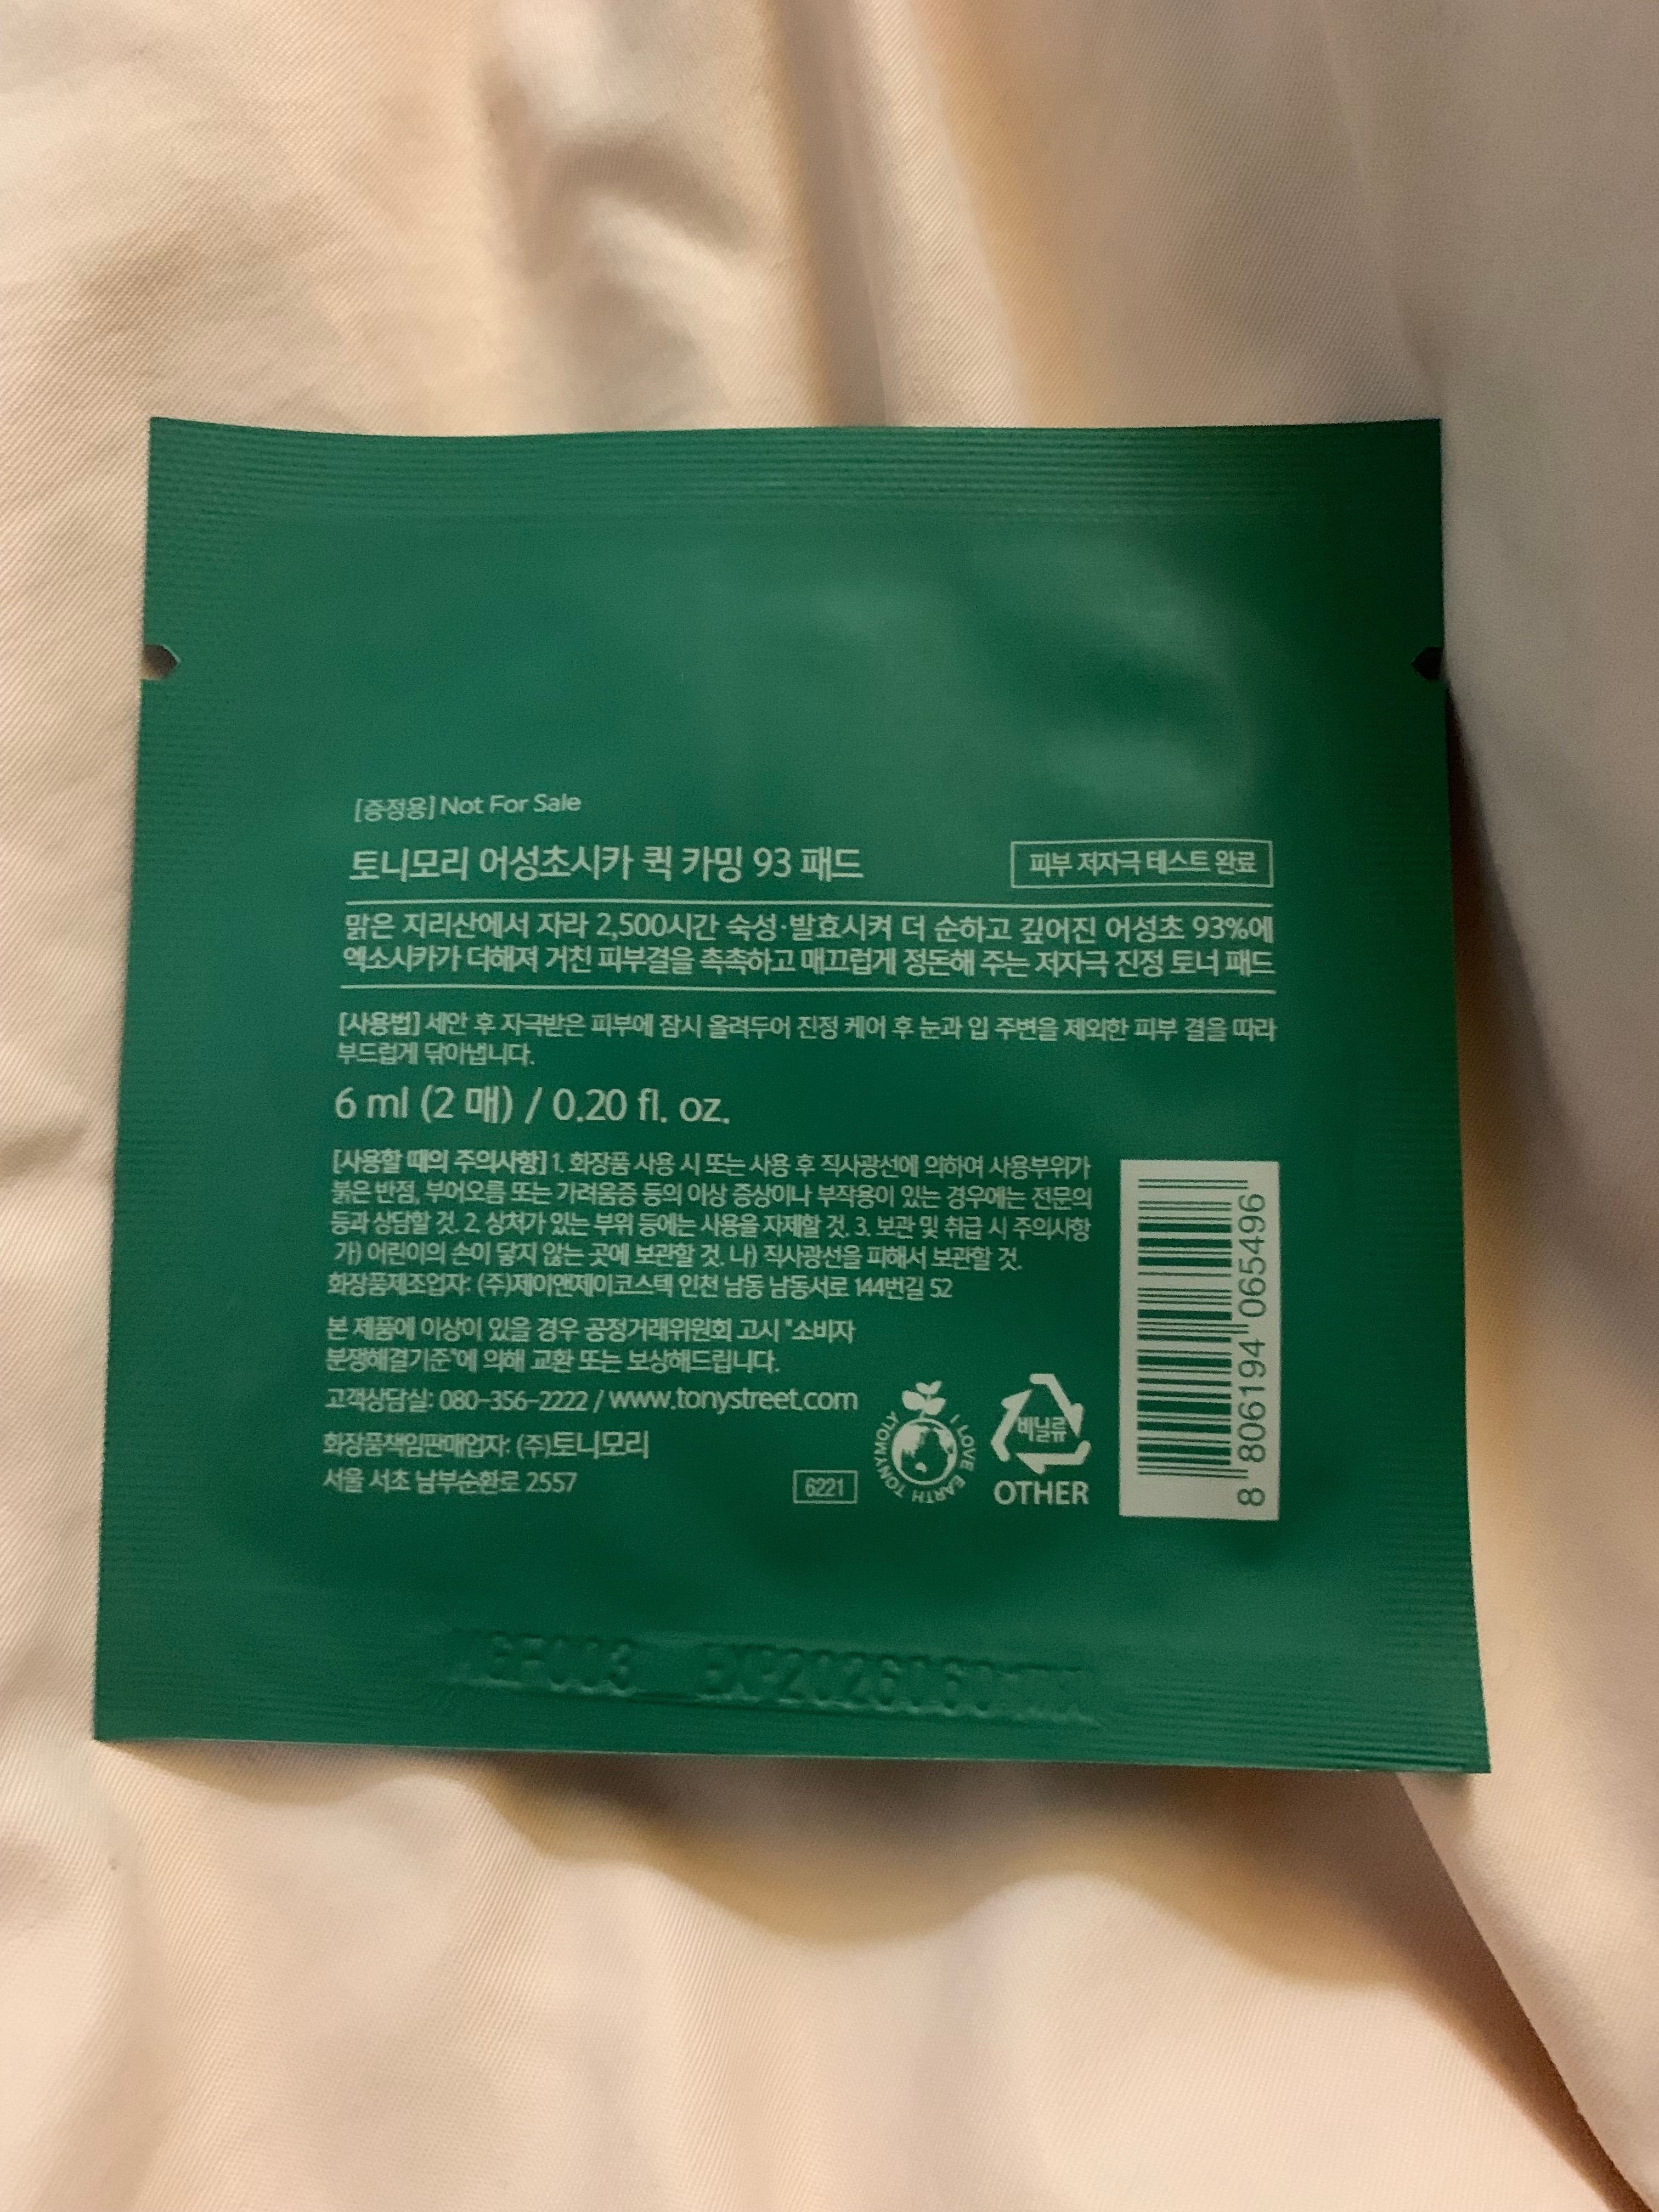 [증정용] Not For Sale
토니모리 어성초시카 퀵 카밍 93 패드
피부 저자극 테스트 완료
맑은 지리산에서 자라 2,500시간 숙성·발효시켜 더 순하고 깊어진 어성초 93%에
엑소시카가 더해져 거친 피부결을 촉촉하고 매끄럽게 정돈해 주는 저자극 진정 토너 패드
[사용법] 세안 후 자극받은 피부에 잠시 올려두어 진정 케어 후 눈과 입 주변을 제외한 피부 결을 따라
부드럽게 닦아냅니다.
6 ml (2 매) / 0.20 fl. oz.
[사용할 때의 주의사항] 1. 화장품 사용 시 또는 사용 후 직사광선에 의하여 사용부위가
붉은 반점, 부어오름 또는 가려움증 등의 이상 증상이나 부작용이 있는 경우에는 전문의
등과 상담할 것. 2. 상처가 있는 부위 등에는 사용을 자제할 것. 3. 보관 및 취급 시 주의사항
가) 어린이의 손이 닿지 않는 곳에 보관할 것. 나) 직사광선을 피해서 보관할 것.
화장품제조업자: (주)제이앤제이코스텍 인천 남동 남동서로 144번길 52
본 제품에 이상이 있을 경우 공정거래위원회 고시 "소비자
분쟁해결기준"에 의해 교환 또는 보상해드립니다.
고객상담실: 080-356-2222 / www.tonystreet.com
화장품책임판매업자: (주)토니모리
서울 서초 남부순환로 2557
6221
I LOVE EARTH TONYMOLY
비닐류
OTHER
8 806194 065496